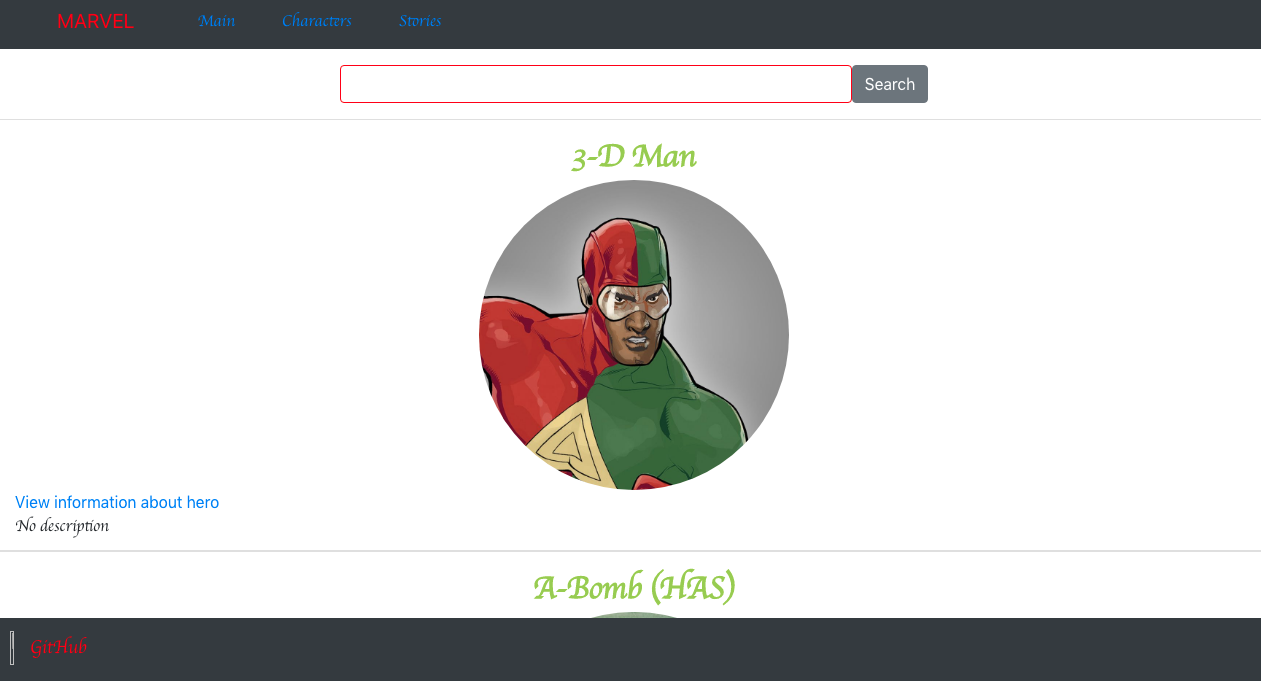 MARVEL Main Characters Stories
Search
3-D Man
View information about hero
No description
A-Bomb (HAS)
GitHub